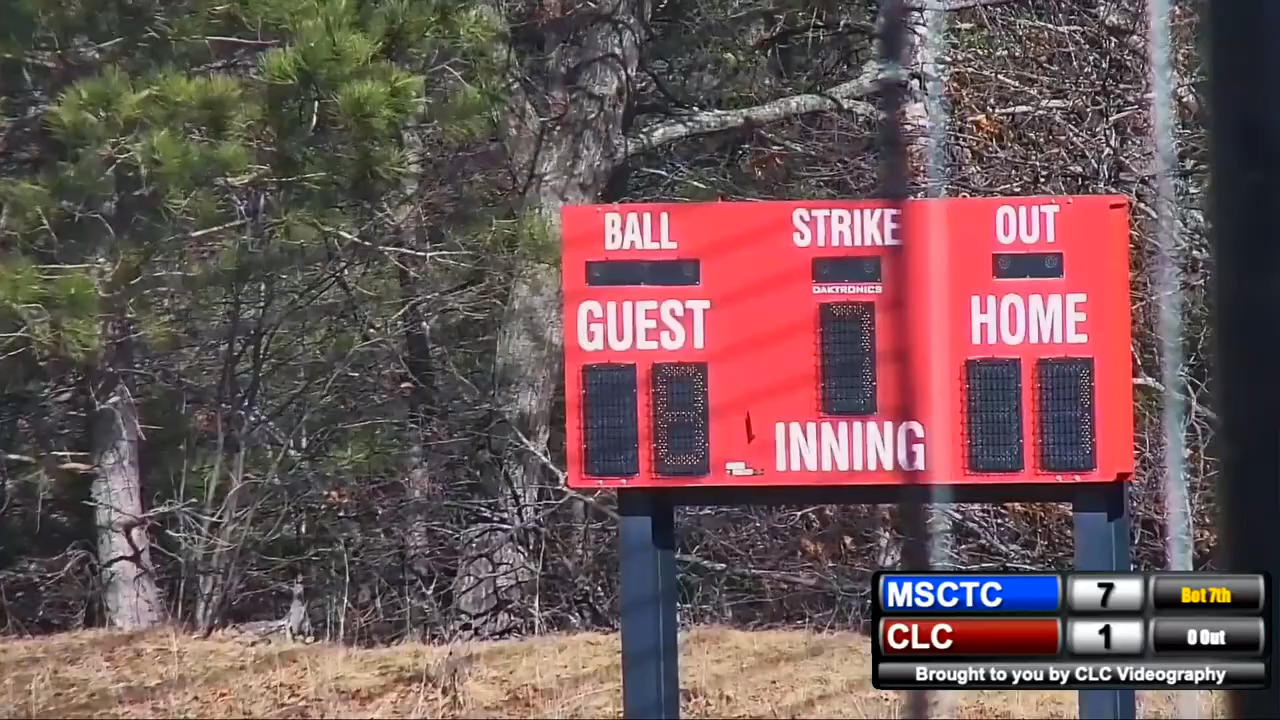 BALL STRIKE OUT
DAKTRONICS
GUEST HOME
INNING
MSCTC 7 Bot 7th
CLC 1 0 Out
Brought to you by CLC Videography